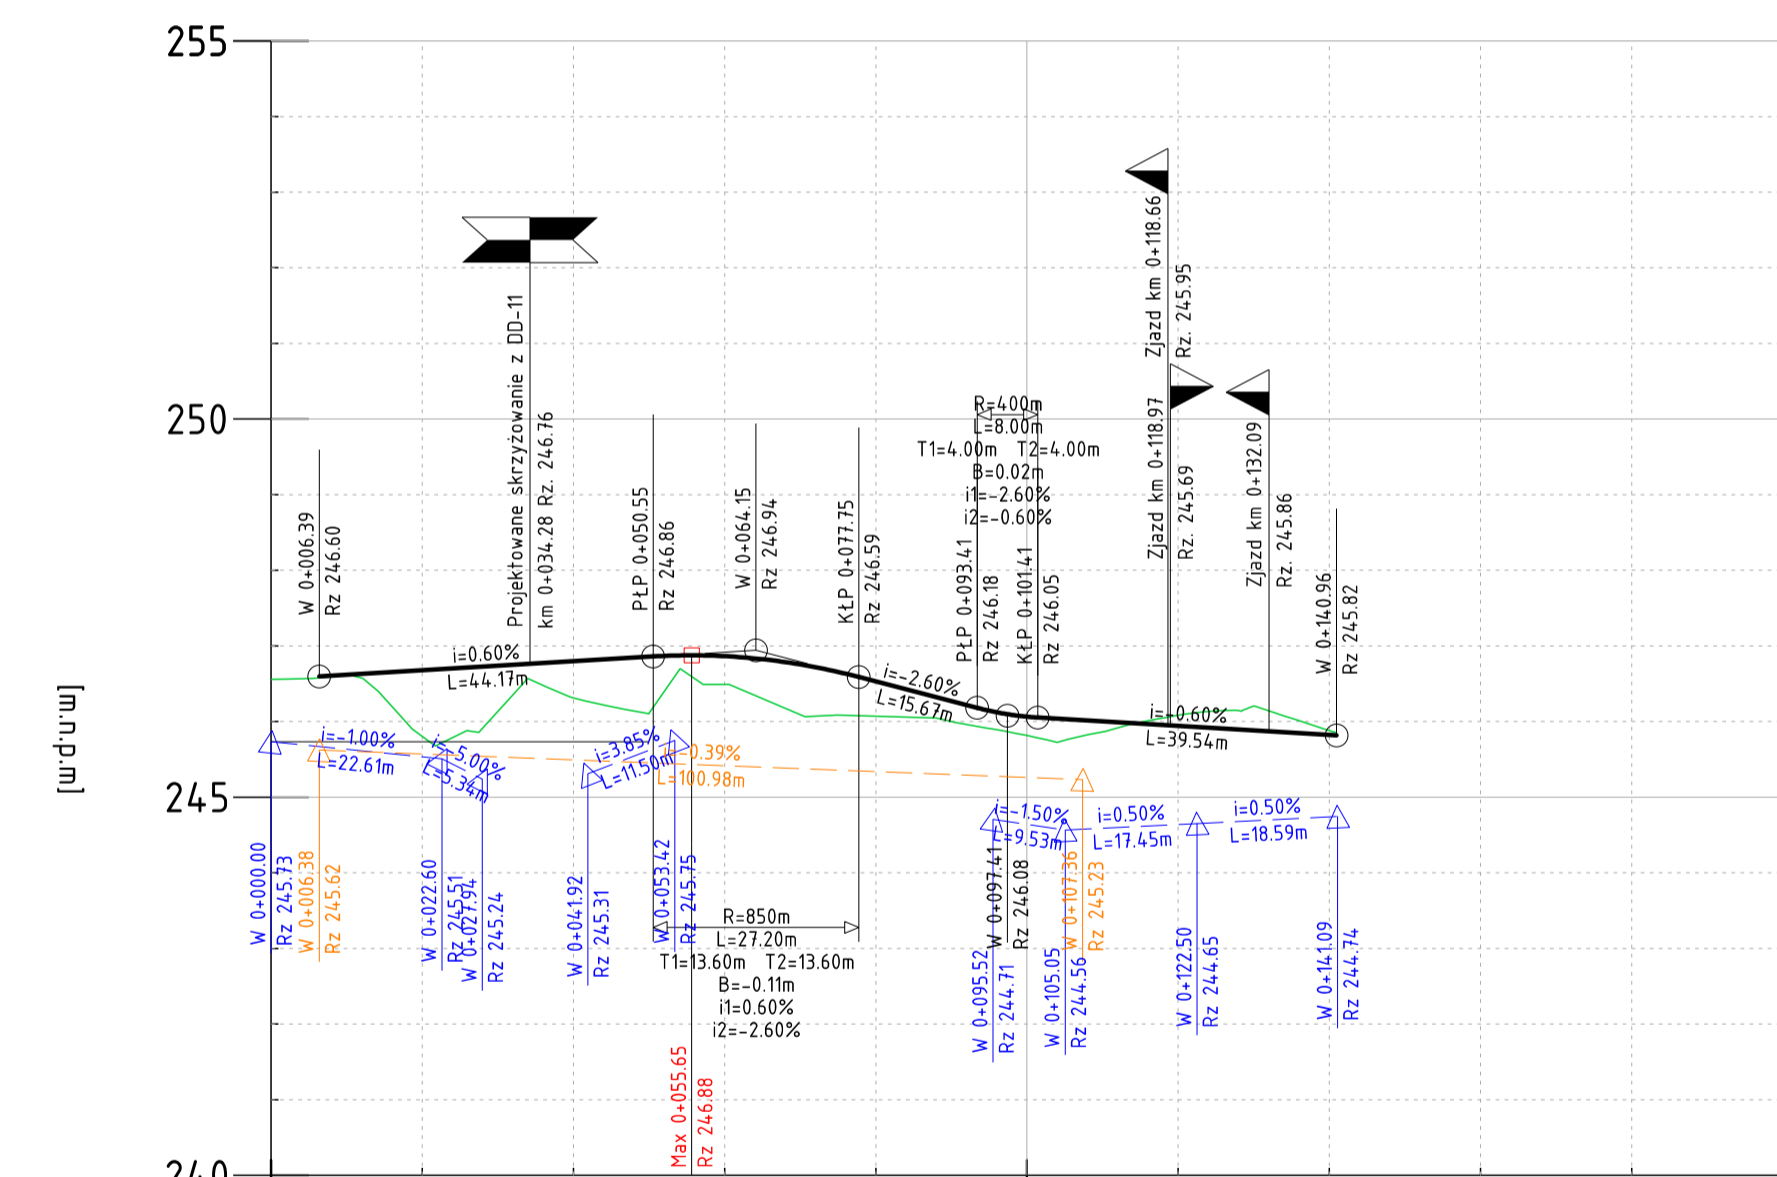 255
250
245
240
[m.n.p.m]
W 0+006.39
Rz 246.60
Projektowane skrzyżowanie z DD-11
km 0+034.28 Rz. 246.76
PŁP 0+050.55
Rz 246.86
W 0+064.15
Rz 246.94
KŁP 0+077.75
Rz 246.59
R=400m
L=8.00m
T1=4.00m T2=4.00m
B=0.02m
i1=-2.60%
i2=-0.60%
PŁP 0+093.41
Rz 246.18
KŁP 0+101.41
Rz 246.05
Zjazd km 0+118.66
Rz. 245.95
Zjazd km 0+118.97
Rz. 245.69
Zjazd km 0+132.09
Rz. 245.86
W 0+140.96
Rz 245.82
i=0.60%
L=44.17m
i=-2.60%
L=15.67m
i=-0.60%
L=39.54m
i=-1.00%
L=22.61m
i=-5.00%
L=5.34m
i=3.85%
L=11.50m
i=-0.39%
L=100.98m
i=-1.50%
L=9.53m
i=0.50%
L=17.45m
i=0.50%
L=18.59m
W 0+000.00
Rz 245.73
W 0+006.38
Rz 245.62
W 0+022.60
Rz 245.51
W 0+027.94
Rz 245.24
W 0+041.92
Rz 245.31
W 0+053.42
Rz 245.75
R=850m
L=27.20m
T1=13.60m T2=13.60m
B=-0.11m
i1=0.60%
i2=-2.60%
Max 0+055.65
Rz 246.88
W 0+095.52
Rz 244.71
W 0+097.41
Rz 246.08
W 0+105.05
Rz 244.56
W 0+107.36
Rz 245.23
W 0+122.50
Rz 244.65
W 0+141.09
Rz 244.74